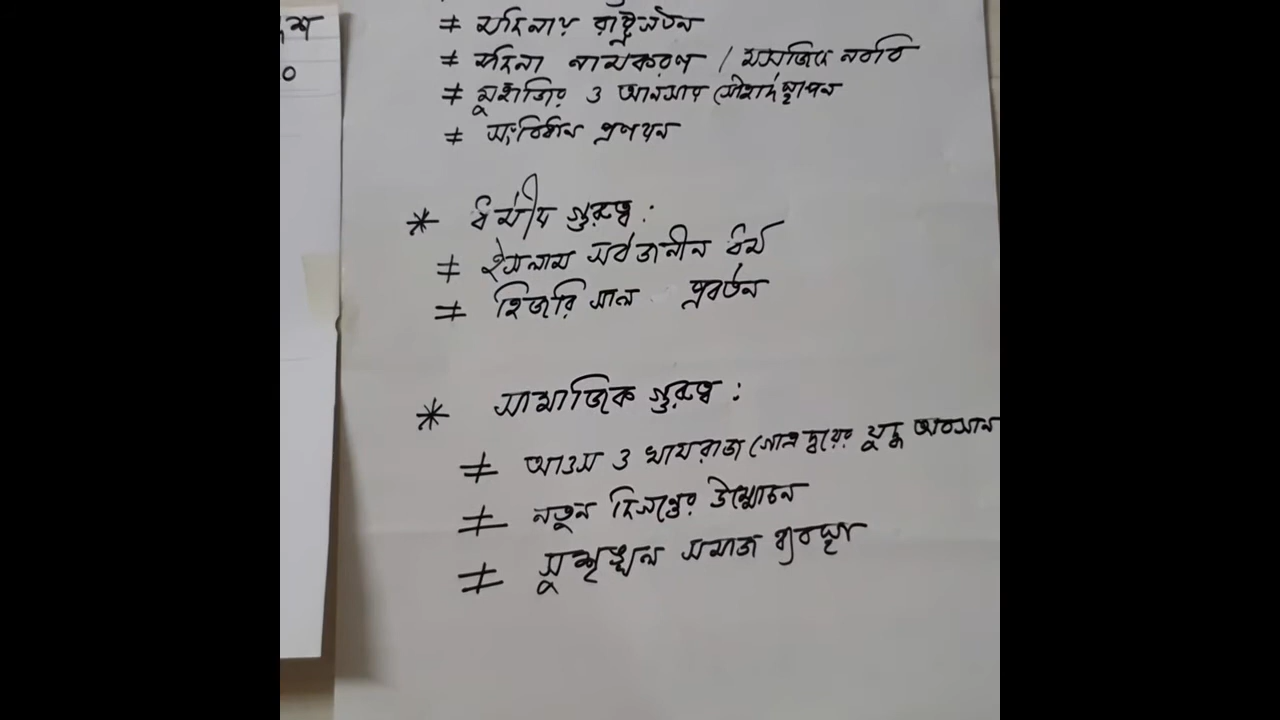 শ
০
≠ মদিনায় রাষ্ট্রগঠন
≠ মদিনা নামকরণ / মসজিদে নববি
≠ মুহাজির ও আনসার সৌহার্দ স্থাপন
≠ সংবিধান প্রণয়ন
* ধর্মীয় গুরুত্ব :
≠ ইসলাম সর্বজনীন ধর্ম
≠ হিজরি সাল প্রবর্তন
* সামাজিক গুরুত্ব :
≠ আওস ও খাযরাজ গোত্রদ্বয়ের যুদ্ধ অবসান
≠ নতুন দিগন্তের উন্মোচন
≠ সুশৃঙ্খল সমাজ ব্যবস্থা